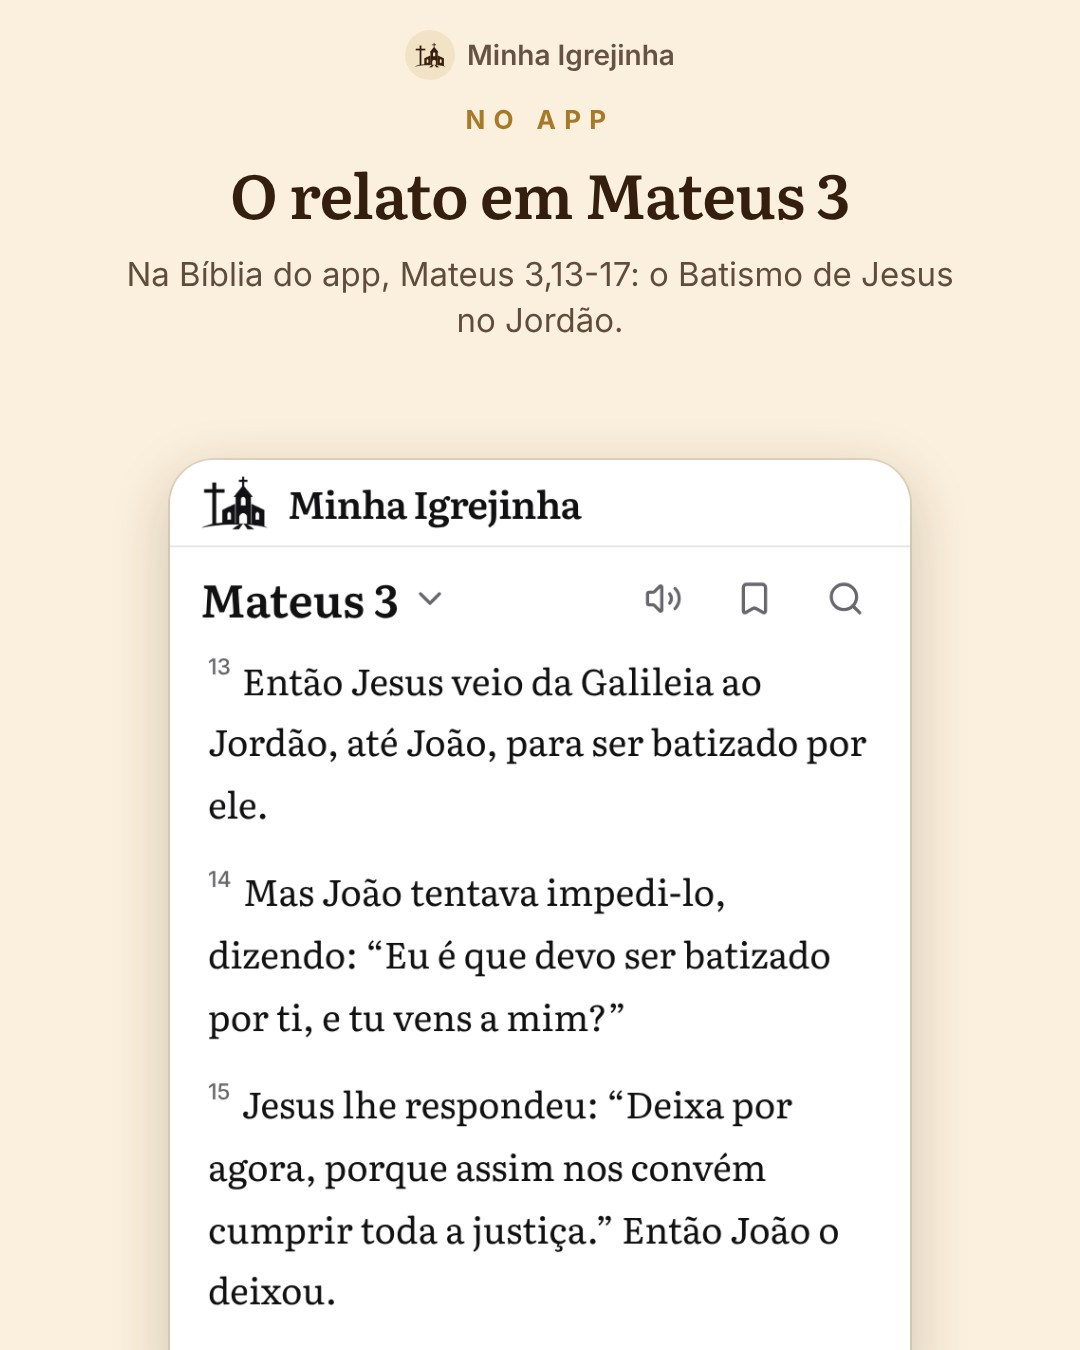 Minha Igrejinha
NO APP
O relato em Mateus 3
Na Bíblia do app, Mateus 3,13-17: o Batismo de Jesus
no Jordão.
Minha Igrejinha
Mateus 3
13 Então Jesus veio da Galileia ao
Jordão, até João, para ser batizado por
ele.
14 Mas João tentava impedi-lo,
dizendo: “Eu é que devo ser batizado
por ti, e tu vens a mim?”
15 Jesus lhe respondeu: “Deixa por
agora, porque assim nos convém
cumprir toda a justiça.” Então João o
deixou.